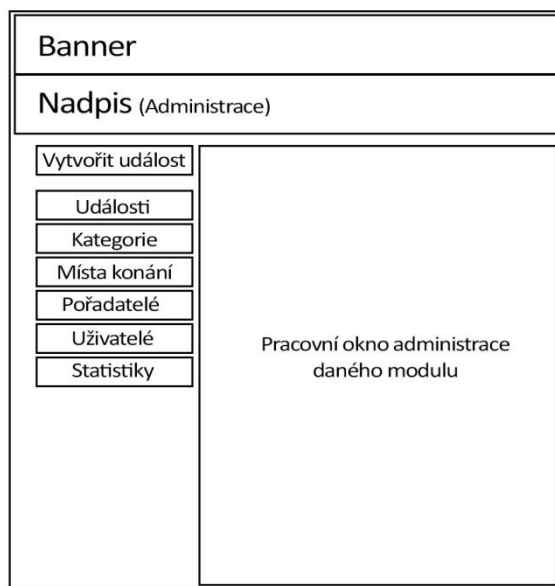 Banner
Nadpis (Administrace)
Vytvořit událost
Události
Kategorie
Místa konání
Pořadatelé
Uživatelé
Statistiky
Pracovní okno administrace
daného modulu